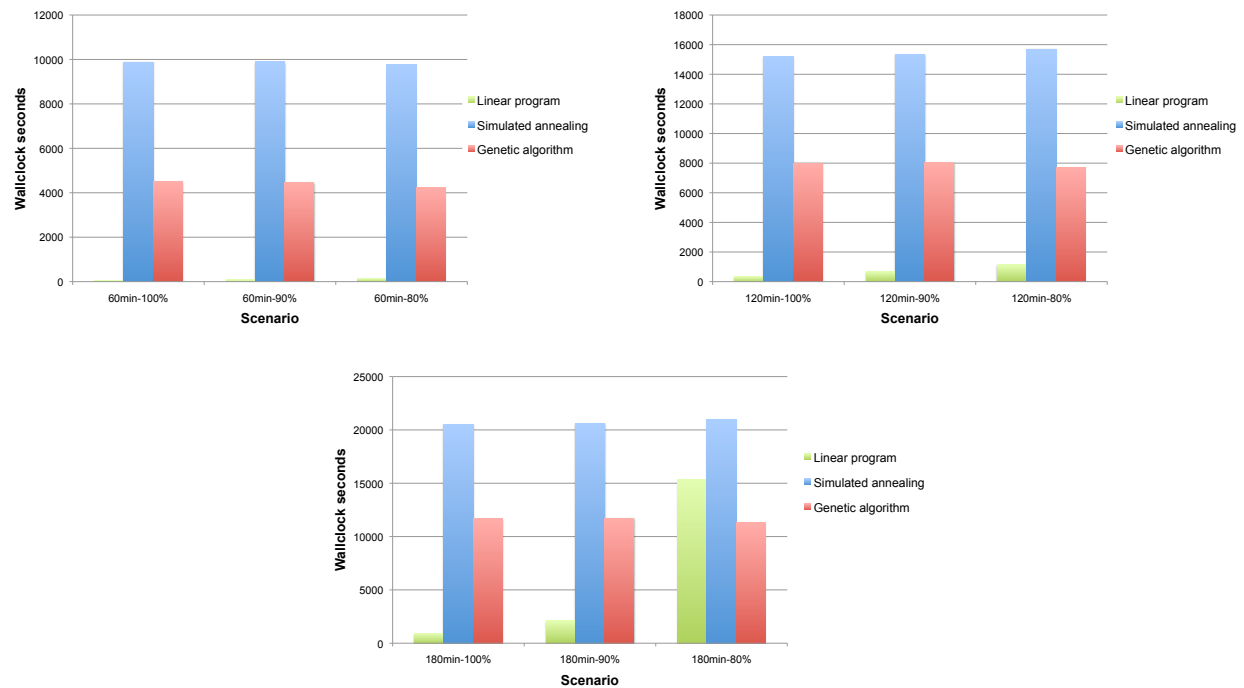 12000
10000
8000
6000
4000
2000
0
Wallclock seconds
60min-100%
60min-90%
60min-80%
Scenario
Linear program
Simulated annealing
Genetic algorithm
18000
16000
14000
12000
10000
8000
6000
4000
2000
0
Wallclock seconds
120min-100%
120min-90%
120min-80%
Scenario
Linear program
Simulated annealing
Genetic algorithm
25000
20000
15000
10000
5000
0
Wallclock seconds
180min-100%
180min-90%
180min-80%
Scenario
Linear program
Simulated annealing
Genetic algorithm